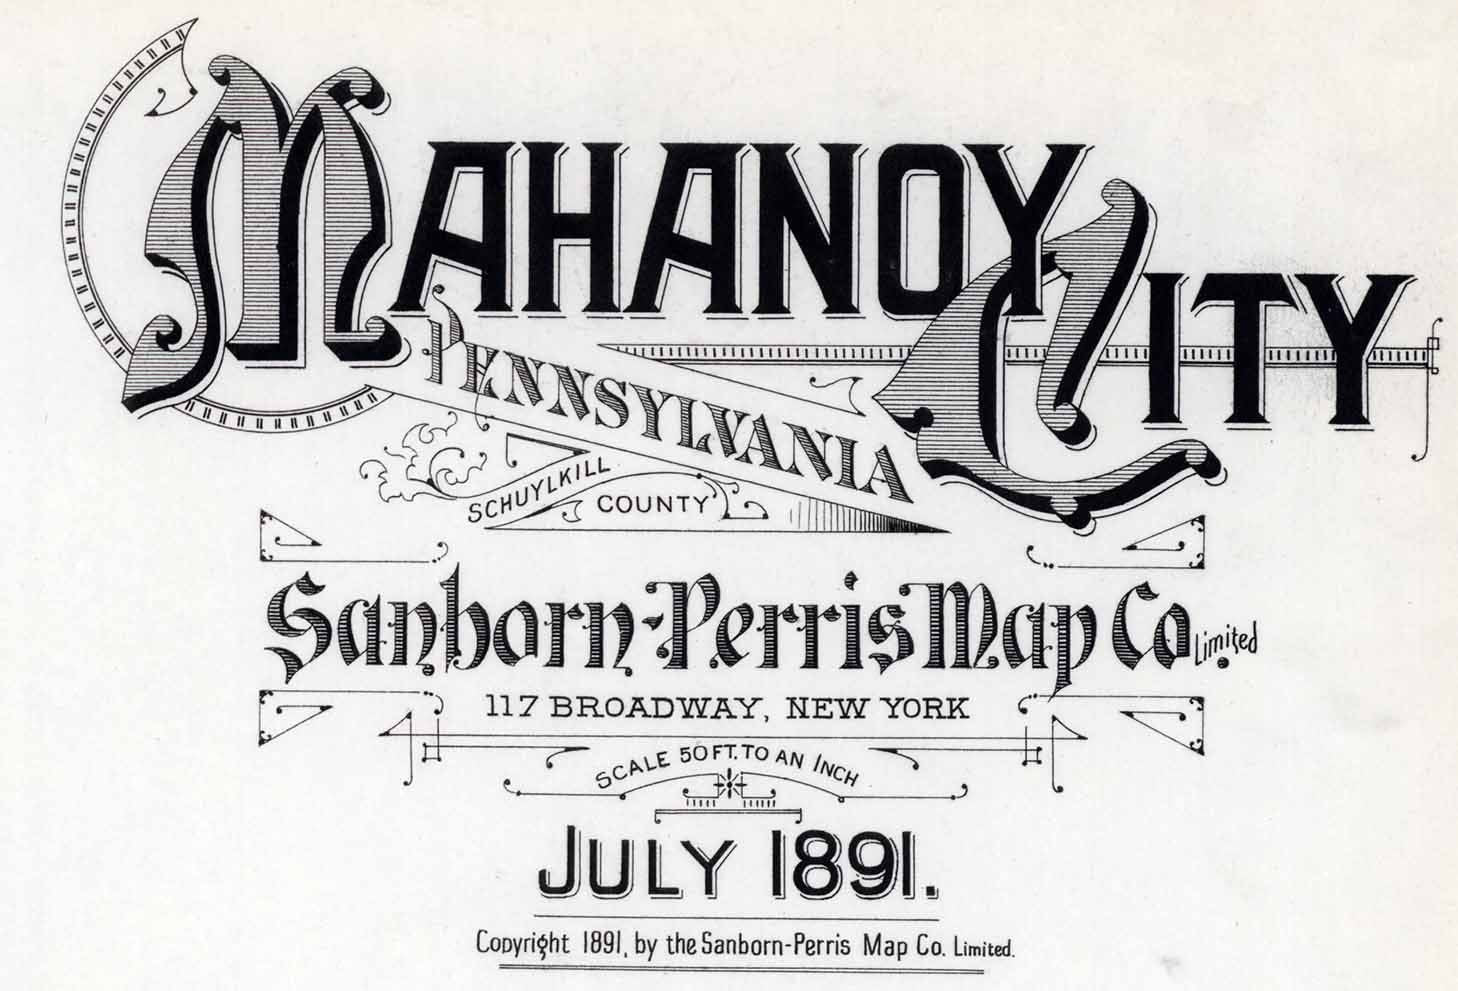 MAHANOY CITY
PENNSYLVANIA
SCHUYLKILL
COUNTY
Sanborn-Perris Map Co. Limited
117 BROADWAY, NEW YORK
SCALE 50 FT. TO AN INCH
JULY 1891.
Copyright 1891, by the Sanborn-Perris Map Co. Limited.